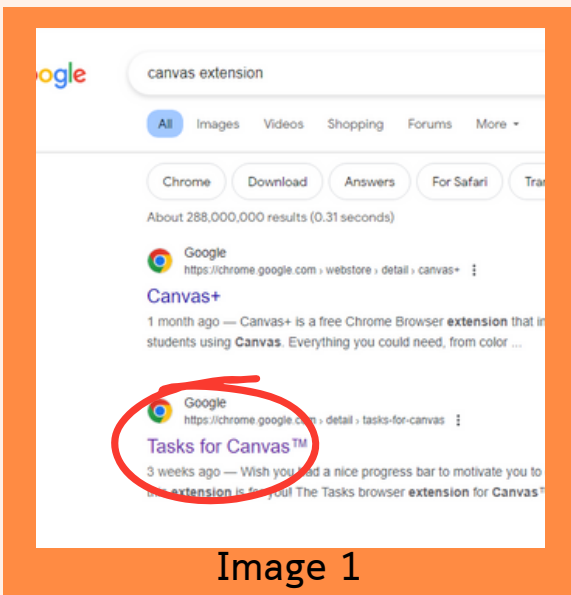 ogle
canvas extension
All Images Videos Shopping Forums More
Chrome Download Answers For Safari Tran
About 288,000,000 results (0.31 seconds)
Google
https://chrome.google.com › webstore › detail › canvas+
Canvas+
1 month ago — Canvas+ is a free Chrome Browser extension that in
students using Canvas. Everything you could need, from color ...
Google
https://chrome.google.com › detail › tasks-for-canvas
Tasks for Canvas™
3 weeks ago — Wish you had a nice progress bar to motivate you to
this extension is for you! The Tasks browser extension for Canvas™
Image 1